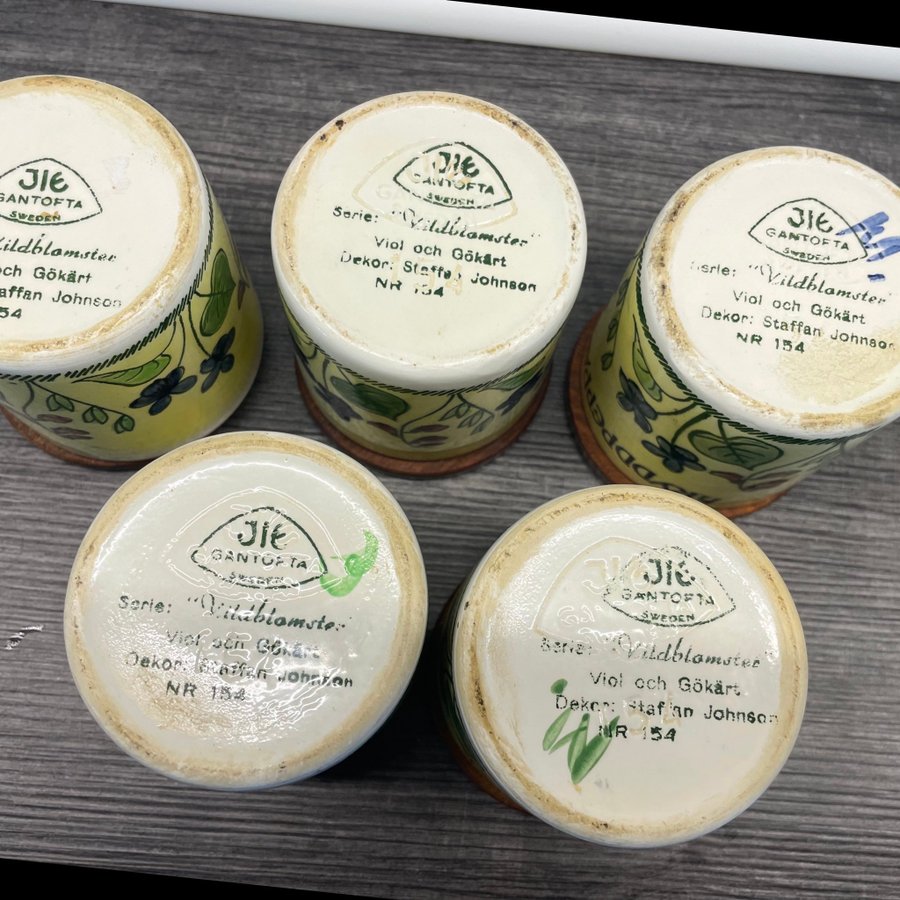 JIE
GANTOFTA
SWEDEN
Vildblomster
och Gökärt
affan Johnson
54
JIE
GANTOFTA
SWEDEN
Serie: "Vildblomster"
Viol och Gökärt
Dekor: Staffan Johnson
NR 154
JIE
GANTOFTA
SWEDEN
Serie: "Vildblomster"
Viol och Gökärt
Dekor: Staffan Johnson
NR 154
JIE
GANTOFTA
SWEDEN
Serie: "Vildblomster"
Viol och Gökärt
Dekor: Staffan Johnson
NR 154
JIE
GANTOFTA
SWEDEN
Serie: "Vildblomster"
Viol och Gökärt
Dekor: Staffan Johnson
NR 154